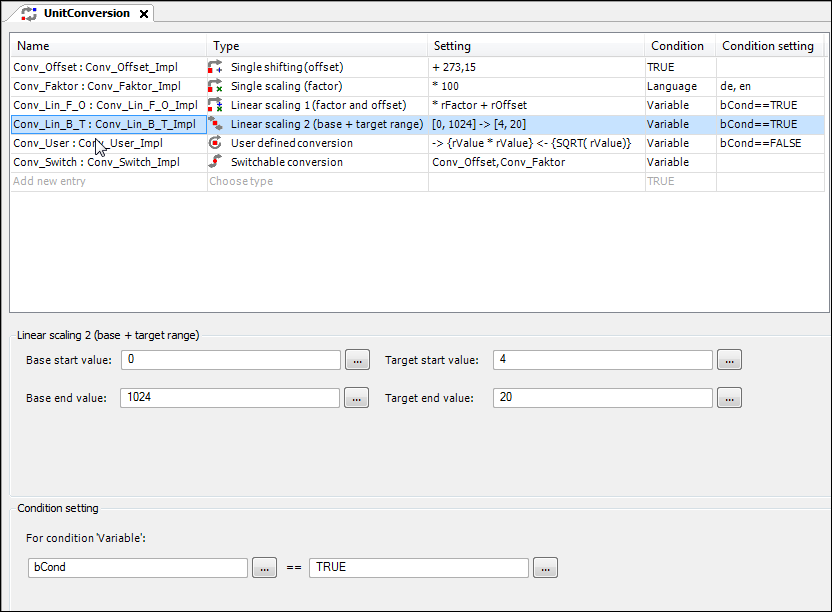 UnitConversion
Name Type Setting Condition Condition setting
Conv_Offset : Conv_Offset_Impl Single shifting (offset) + 273,15 TRUE
Conv_Faktor : Conv_Faktor_Impl Single scaling (factor) * 100 Language de, en
Conv_Lin_F_O : Conv_Lin_F_O_Impl Linear scaling 1 (factor and offset) * rFactor + rOffset Variable bCond==TRUE
Conv_Lin_B_T : Conv_Lin_B_T_Impl Linear scaling 2 (base + target range) [0, 1024] -> [4, 20] Variable bCond==TRUE
Conv_User : Conv_User_Impl User defined conversion -> {rValue * rValue} <- {SQRT( rValue)} Variable bCond==FALSE
Conv_Switch : Conv_Switch_Impl Switchable conversion Conv_Offset,Conv_Faktor Variable
Add new entry Choose type TRUE
Linear scaling 2 (base + target range)
Base start value: 0 ... Target start value: 4 ...
Base end value: 1024 ... Target end value: 20 ...
Condition setting
For condition 'Variable':
bCond ... == TRUE ...